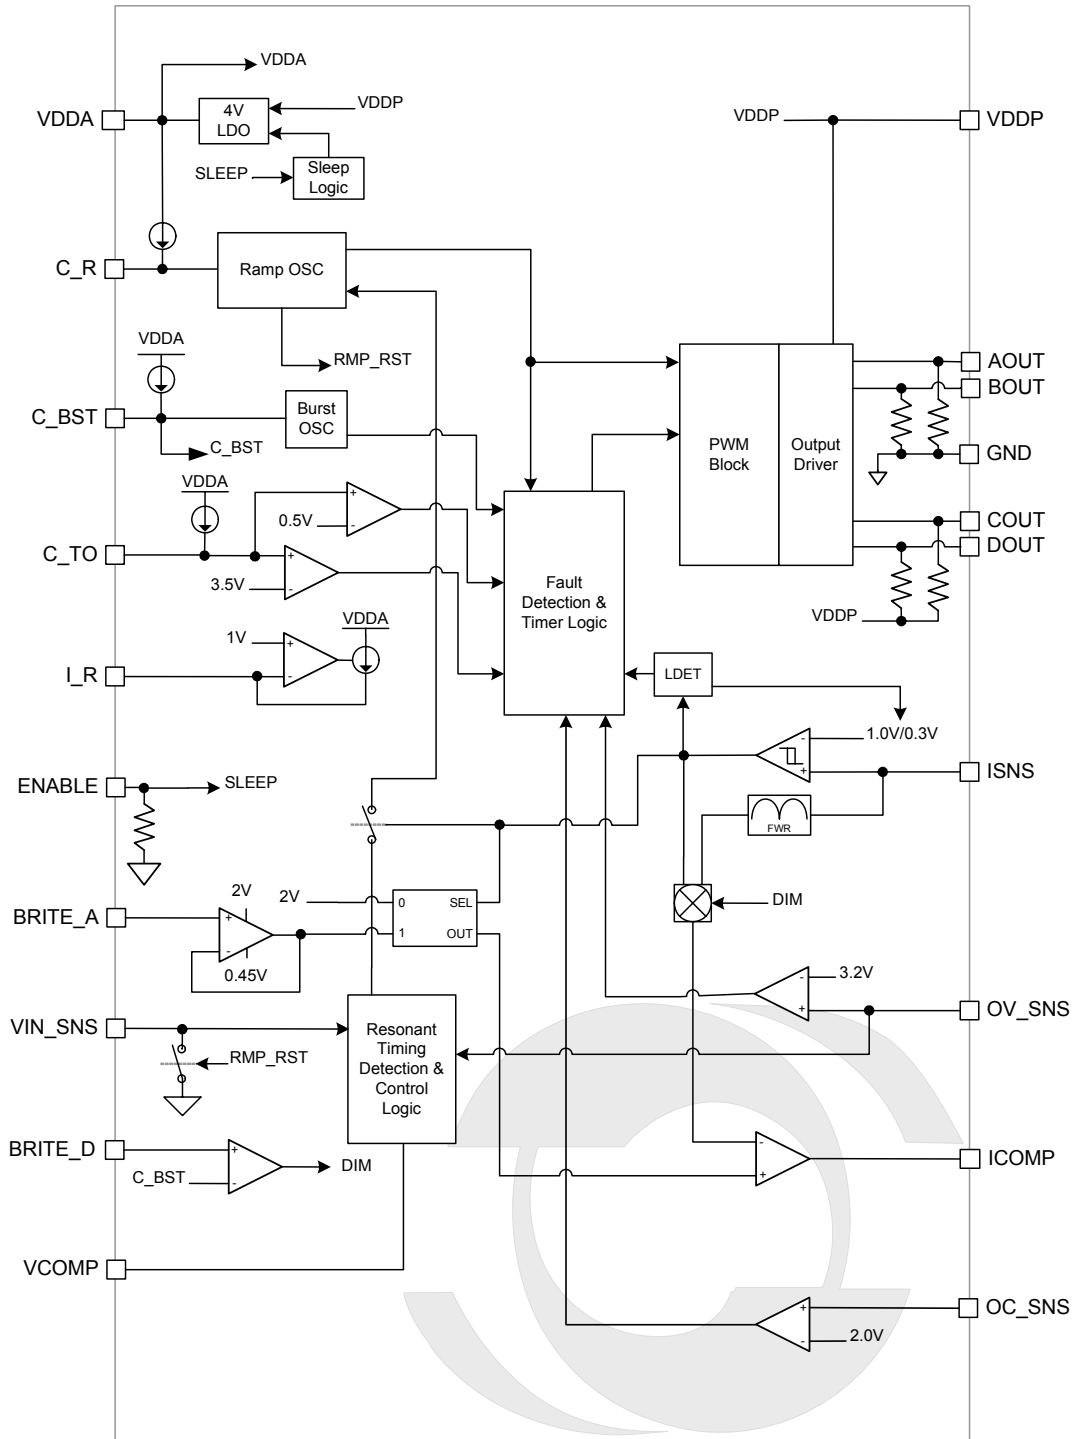 VDDA
VDDA
4V
LDO
VDDP
VDDP
VDDP
SLEEP
Sleep
Logic
C_R
Ramp OSC
RMP_RST
VDDA
C_BST
Burst
OSC
C_BST
PWM
Block
Output
Driver
AOUT
BOUT
GND
VDDA
C_TO
+
-
0.5V
+
-
3.5V
Fault
Detection &
Timer Logic
COUT
DOUT
VDDP
VDDA
1V
+
-
I_R
LDET
1.0V/0.3V
-
+
ISNS
ENABLE
SLEEP
FWR
2V
2V
0
SEL
1
OUT
DIM
BRITE_A
+
-
0.45V
3.2V
-
+
OV_SNS
VIN_SNS
RMP_RST
Resonant
Timing
Detection &
Control
Logic
BRITE_D
+
-
C_BST
DIM
-
+
ICOMP
VCOMP
OC_SNS
+
-
2.0V